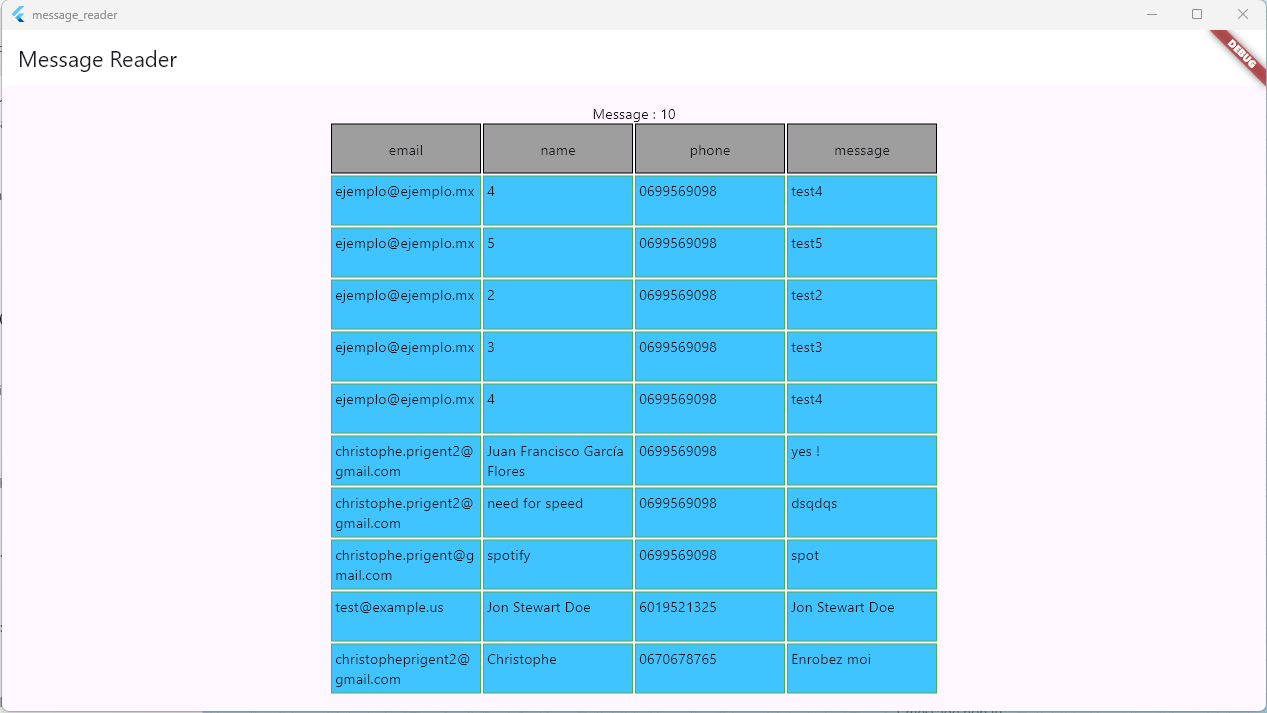 message_reader
Message Reader
DEBUG
Message : 10
email name phone message
ejemplo@ejemplo.mx 4 0699569098 test4
ejemplo@ejemplo.mx 5 0699569098 test5
ejemplo@ejemplo.mx 2 0699569098 test2
ejemplo@ejemplo.mx 3 0699569098 test3
ejemplo@ejemplo.mx 4 0699569098 test4
christophe.prigent2@ Juan Francisco García 0699569098 yes !
gmail.com Flores
christophe.prigent2@ need for speed 0699569098 dsqdqs
gmail.com
christophe.prigent@g spotify 0699569098 spot
mail.com
test@example.us Jon Stewart Doe 6019521325 Jon Stewart Doe
christopheprigent2@ Christophe 0670678765 Enrobez moi
gmail.com